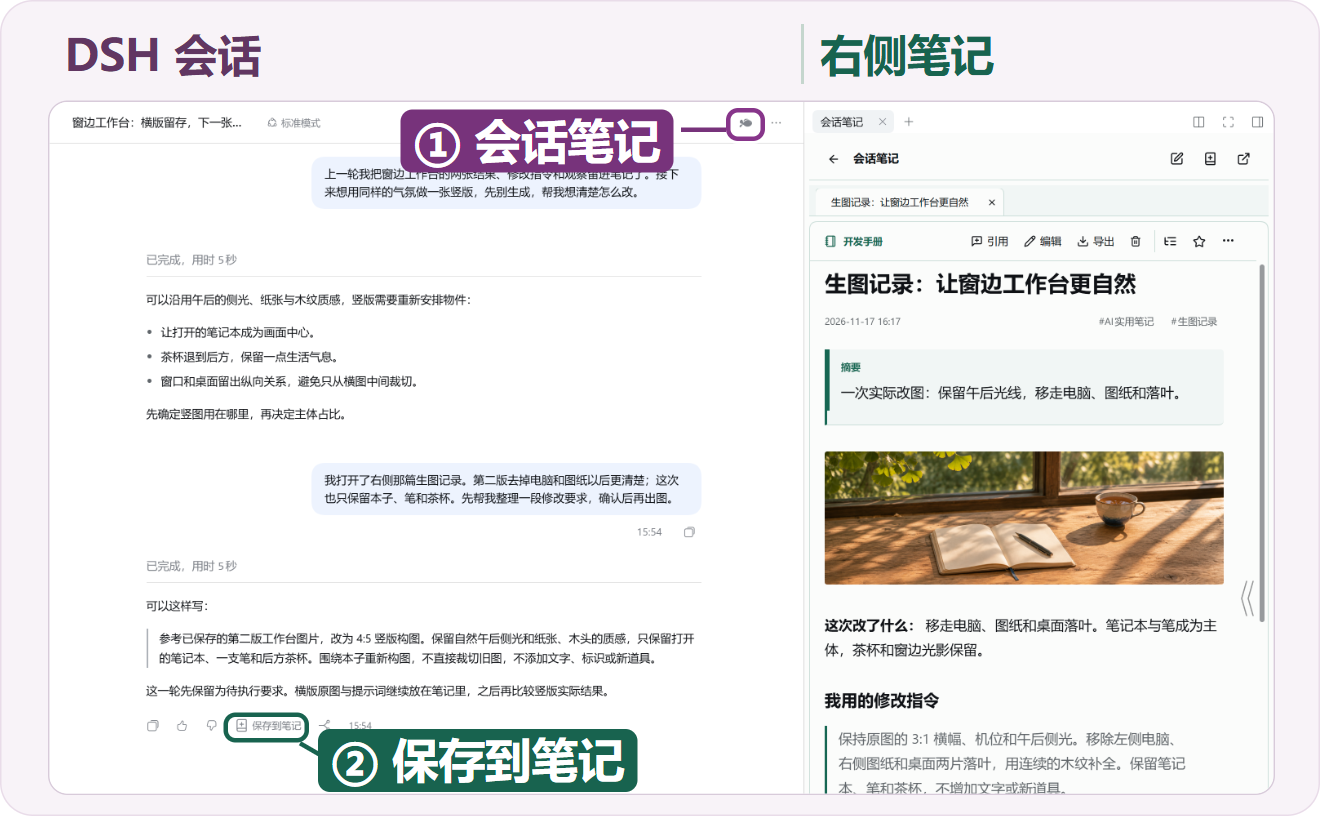 DSH 会话
右侧笔记
窗边工作台：横版留存，下一张...
标准模式
① 会话笔记
上一轮我把窗边工作台的两张结果、修改指令和观察留进笔记了。接下
来想用同样的气氛做一张竖版，先别生成，帮我想清楚怎么改。
已完成，用时 5 秒
可以沿用午后的侧光、纸张与木纹质感，竖版需要重新安排物件：
• 让打开的笔记本成为画面中心。
• 茶杯退到后方，保留一点生活气息。
• 窗口和桌面留出纵向关系，避免只从横图中间裁切。
先确定竖图用在哪里，再决定主体占比。
我打开了右侧那篇生图记录。第二版去掉电脑和图纸以后更清楚；这次
也只保留本子、笔和茶杯。先帮我整理一段修改要求，确认后再出图。
15:54
已完成，用时 5 秒
可以这样写：
参考已保存的第二版工作台图片，改为 4:5 竖版构图。保留自然午后侧光和纸张、木头的质感，只保留打开
的笔记本、一支笔和后方茶杯。围绕本子重新构图，不直接裁切旧图，不添加文字、标识或新道具。
这一轮先保留为待执行要求。横版原图与提示词继续放在笔记里，之后再比较竖版实际结果。
保存到笔记
15:54
② 保存到笔记
会话笔记
会话笔记
生图记录：让窗边工作台更自然
开发手册
引用 编辑 导出
生图记录：让窗边工作台更自然
2026-11-17 16:17
#AI实用笔记 #生图记录
摘要
一次实际改图：保留午后光线，移走电脑、图纸和落叶。
这次改了什么： 移走电脑、图纸和桌面落叶。笔记本与笔成为主
体，茶杯和窗边光影保留。
我用的修改指令
保持原图的 3:1 横幅、机位和午后侧光。移除左侧电脑、
右侧图纸和桌面两片落叶，用连续的木纹补全。保留笔记
本、笔和茶杯，不增加文字或新道具。